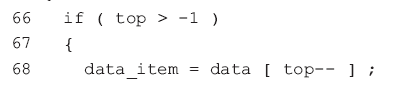 66 if ( top > -1 )
67 {
68 data_item = data [ top-- ] ;